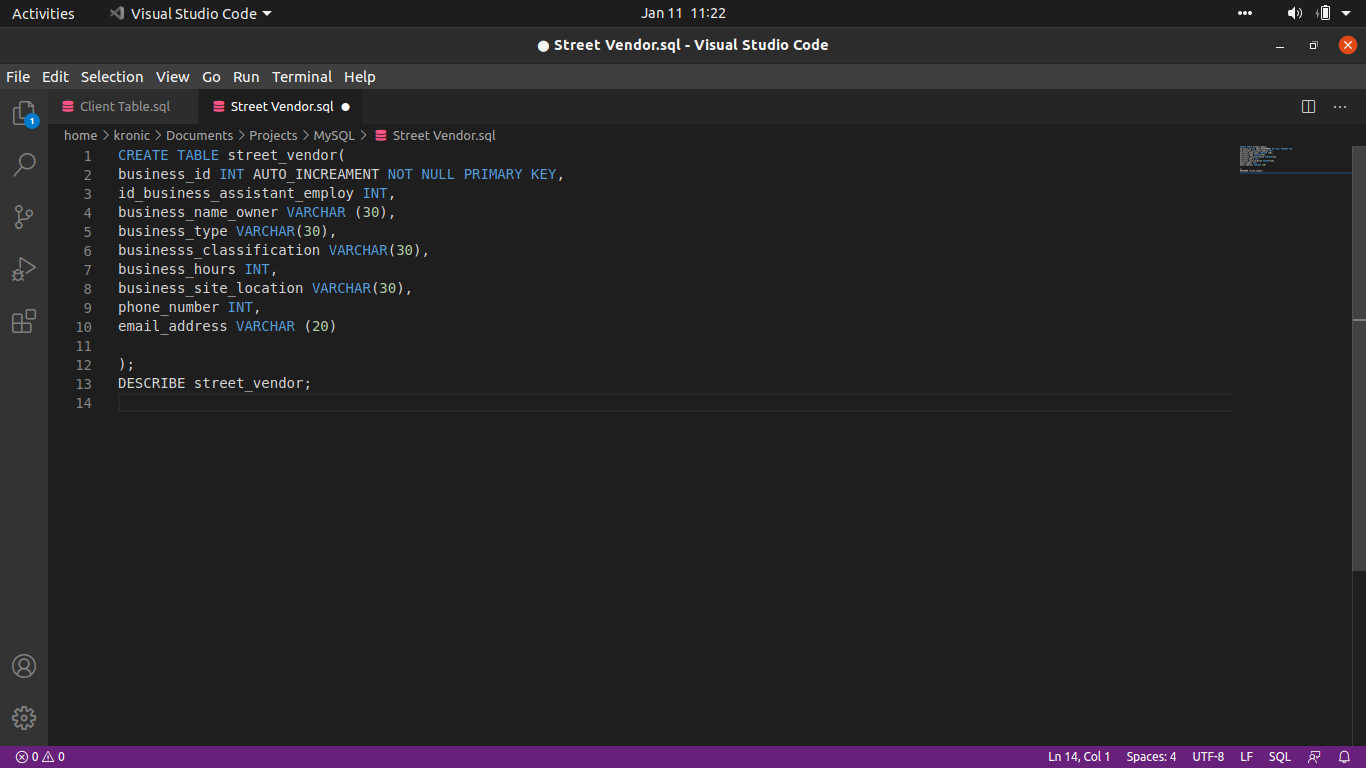 Activities Visual Studio Code Jan 11 11:22
● Street Vendor.sql - Visual Studio Code
File Edit Selection View Go Run Terminal Help
Client Table.sql Street Vendor.sql ●
home > kronic > Documents > Projects > MySQL > Street Vendor.sql
1 CREATE TABLE street_vendor(
2 business_id INT AUTO_INCREAMENT NOT NULL PRIMARY KEY,
3 id_business_assistant_employ INT,
4 business_name_owner VARCHAR (30),
5 business_type VARCHAR(30),
6 businesss_classification VARCHAR(30),
7 business_hours INT,
8 business_site_location VARCHAR(30),
9 phone_number INT,
10 email_address VARCHAR (20)
11
12 );
13 DESCRIBE street_vendor;
14
1
0 0 Ln 14, Col 1 Spaces: 4 UTF-8 LF SQL